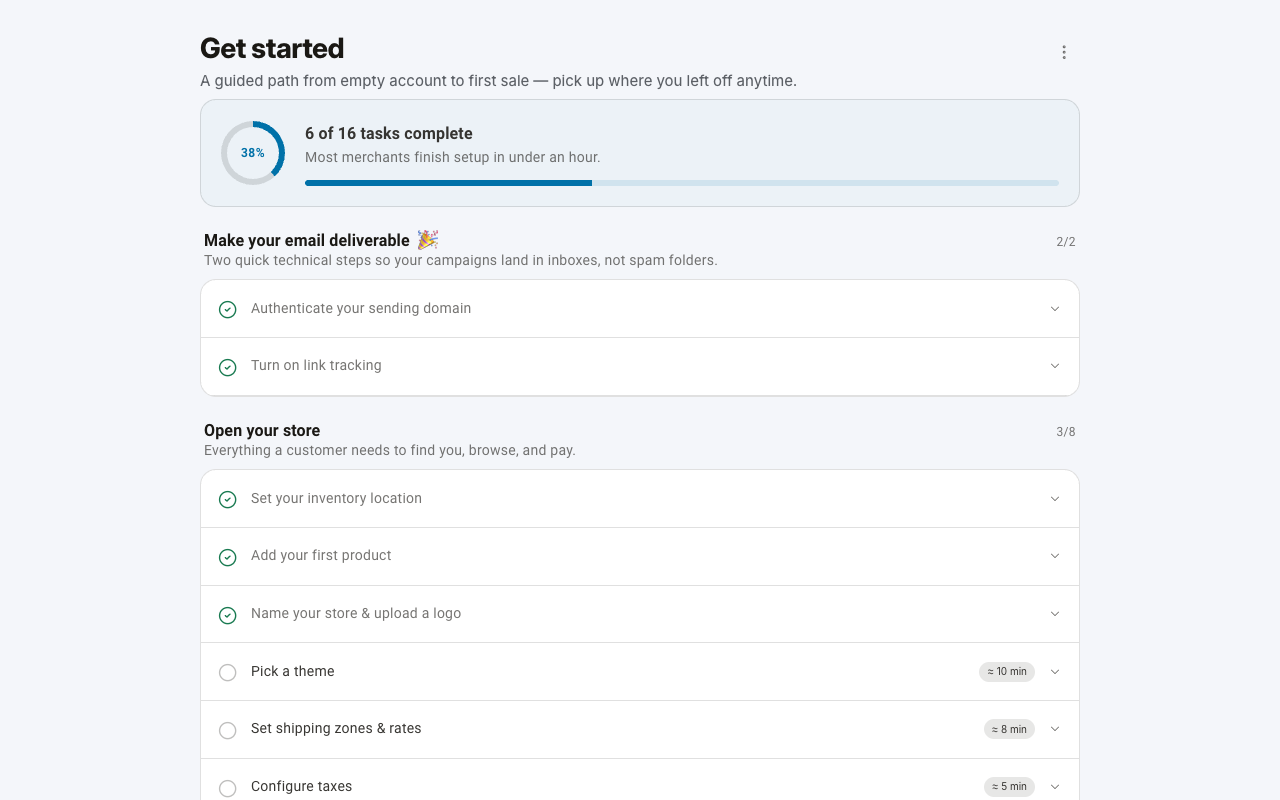 Get started
A guided path from empty account to first sale — pick up where you left off anytime.
38%
6 of 16 tasks complete
Most merchants finish setup in under an hour.
Make your email deliverable 🎉
2/2
Two quick technical steps so your campaigns land in inboxes, not spam folders.
Authenticate your sending domain
Turn on link tracking
Open your store
3/8
Everything a customer needs to find you, browse, and pay.
Set your inventory location
Add your first product
Name your store & upload a logo
Pick a theme
≈ 10 min
Set shipping zones & rates
≈ 8 min
Configure taxes
≈ 5 min